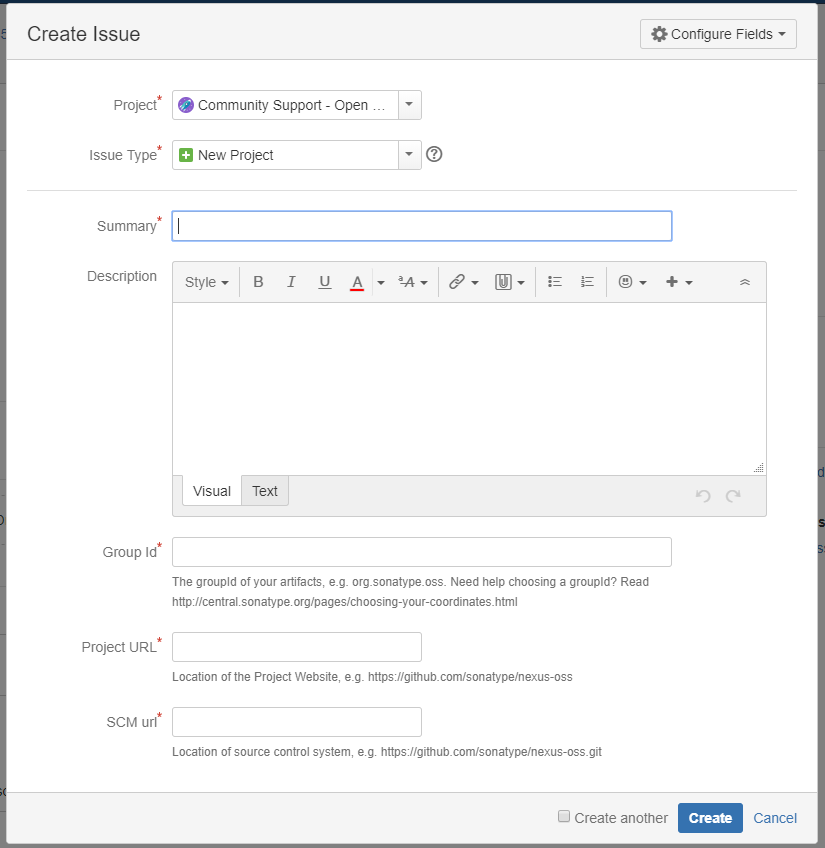 Create Issue
Configure Fields
Project*
Community Support - Open ...
Issue Type*
New Project
Summary*
Description
Style
B I U A ªA
Visual Text
Group Id*
The groupId of your artifacts, e.g. org.sonatype.oss. Need help choosing a groupId? Read
http://central.sonatype.org/pages/choosing-your-coordinates.html
Project URL*
Location of the Project Website, e.g. https://github.com/sonatype/nexus-oss
SCM url*
Location of source control system, e.g. https://github.com/sonatype/nexus-oss.git
Create another
Create
Cancel